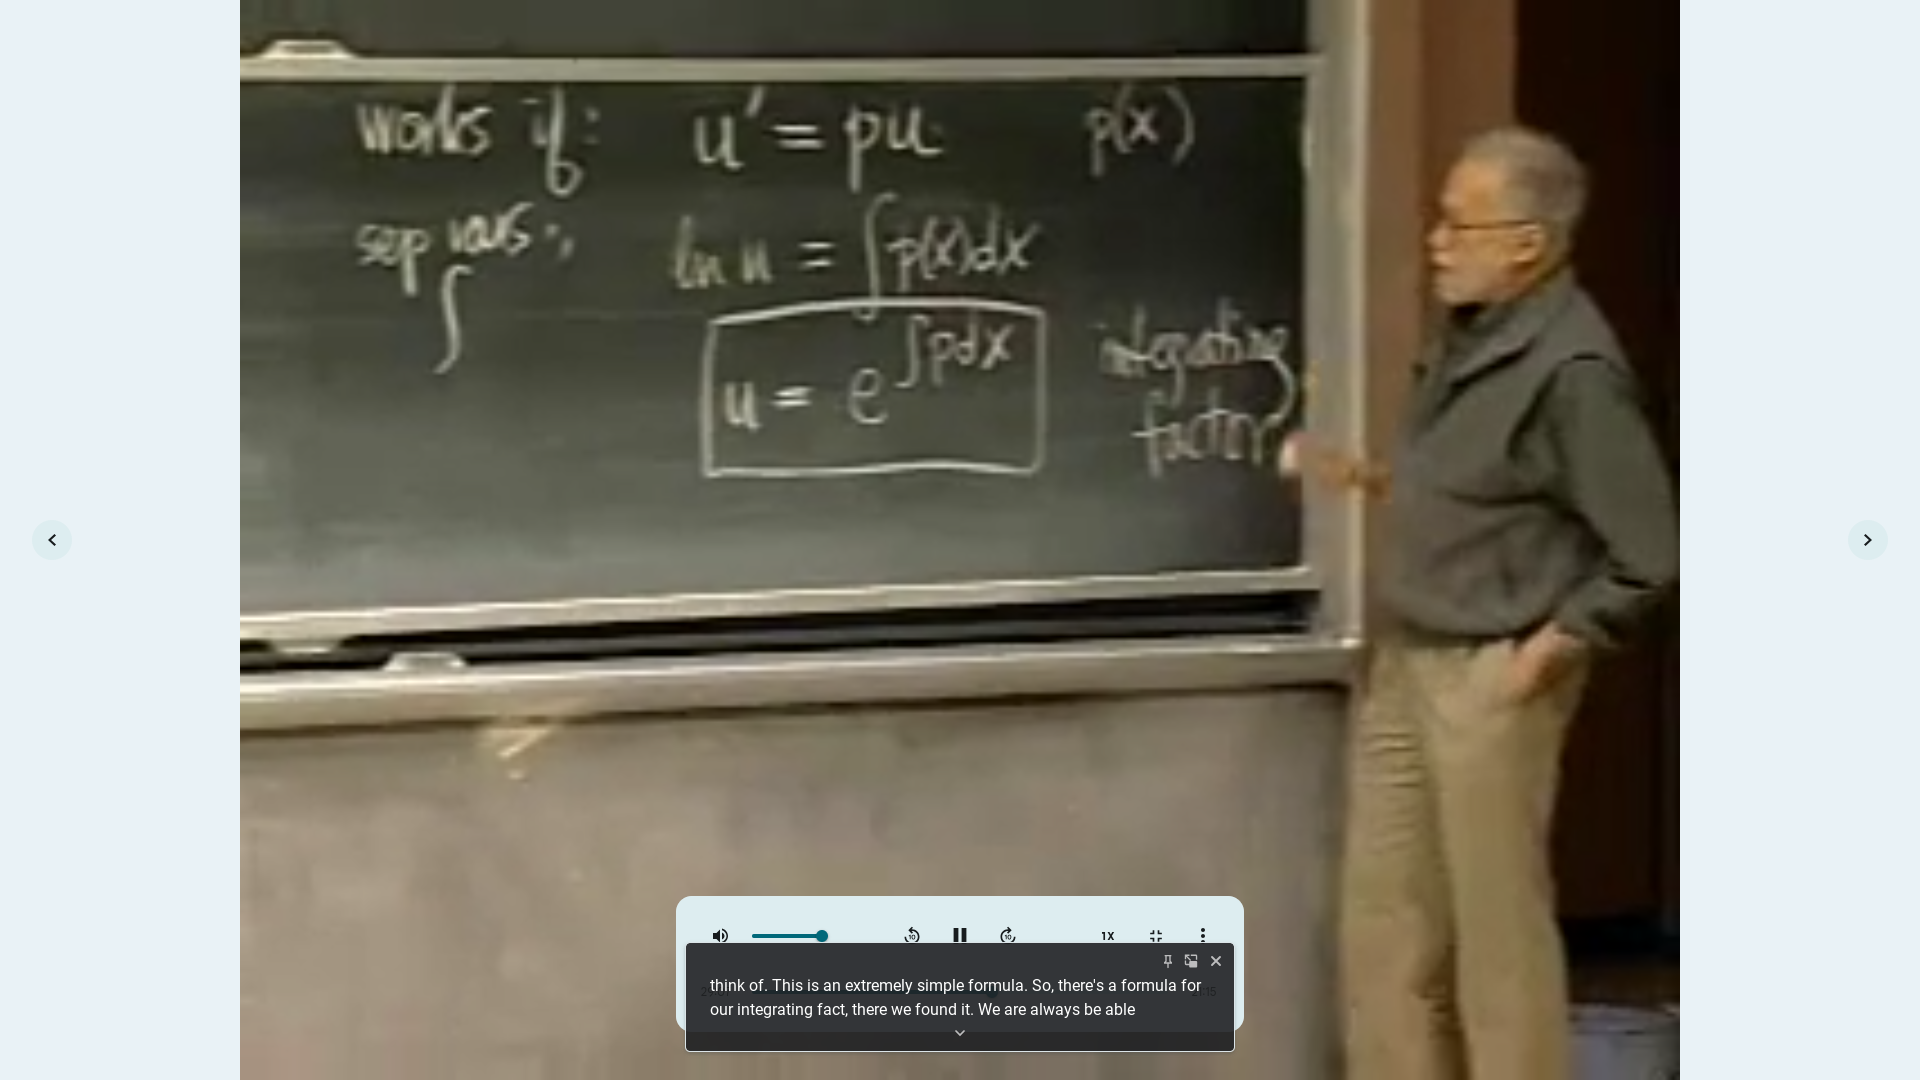 works if: u' = pu p(x)
sep vars., ln u = ∫p(x)dx
∫
u = e^∫pdx integrating
factor
1X
think of. This is an extremely simple formula. So, there's a formula for
our integrating fact, there we found it. We are always be able